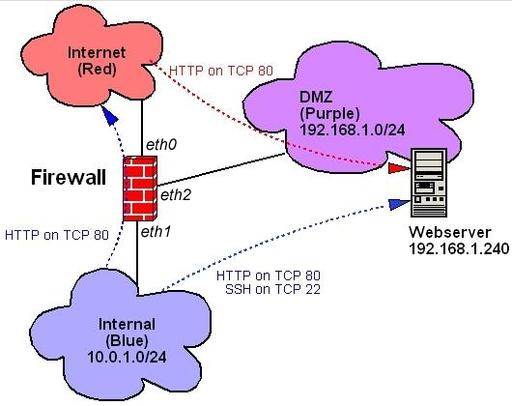 Internet
(Red)
HTTP on TCP 80
DMZ
(Purple)
192.168.1.0/24
eth0
Firewall
eth2
eth1
HTTP on TCP 80
Webserver
192.168.1.240
HTTP on TCP 80
SSH on TCP 22
Internal
(Blue)
10.0.1.0/24